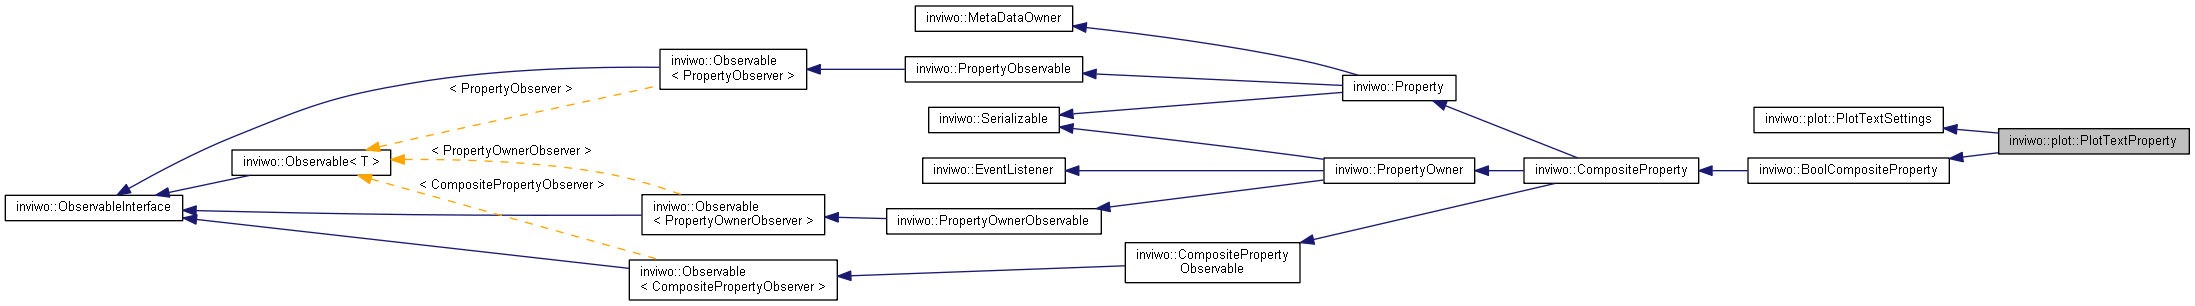 inviwo::MetaDataOwner
inviwo::Observable
< PropertyObserver >
inviwo::PropertyObservable
< PropertyObserver >
inviwo::Property
inviwo::Serializable
inviwo::plot::PlotTextSettings
inviwo::plot::PlotTextProperty
< PropertyOwnerObserver >
inviwo::Observable< T >
inviwo::EventListener
inviwo::PropertyOwner
inviwo::CompositeProperty
inviwo::BoolCompositeProperty
< CompositePropertyObserver >
inviwo::ObservableInterface
inviwo::Observable
< PropertyOwnerObserver >
inviwo::PropertyOwnerObservable
inviwo::CompositeProperty
Observable
inviwo::Observable
< CompositePropertyObserver >